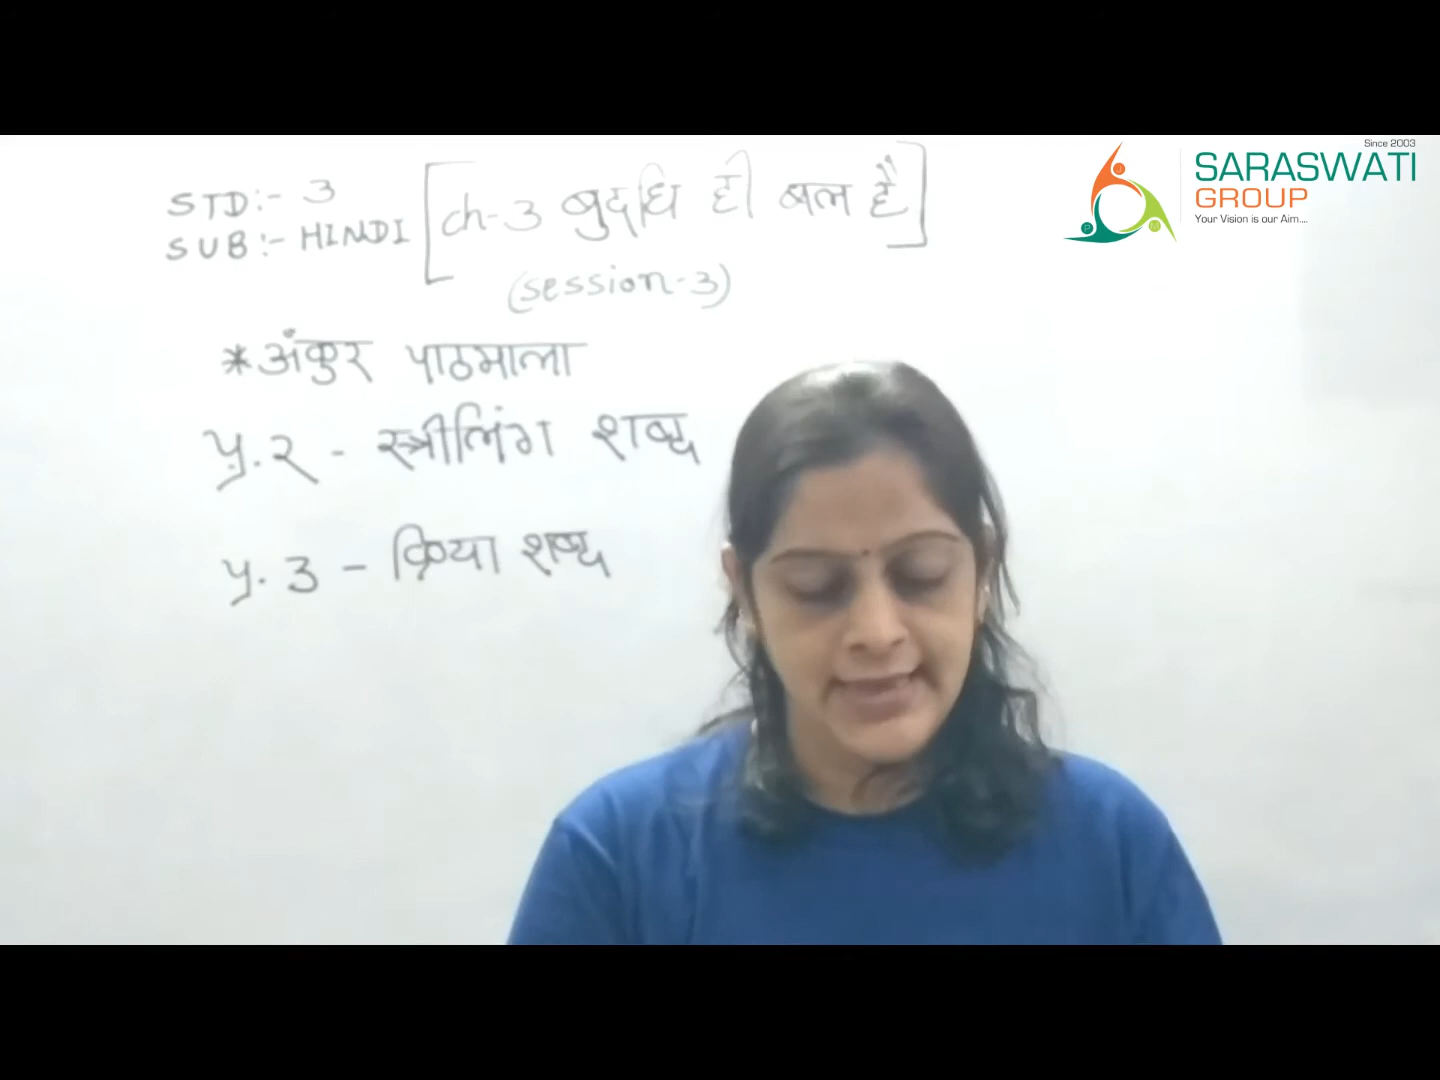 STD:- 3
SUB:- HINDI
[ch-3 बुद्धि ही बल है]
(session-3)
*अंकुर पाठमाला
प्र.२ - स्त्रीलिंग शब्द
प्र. 3 - क्रिया शब्द
Since 2003
SARASWATI
GROUP
Your Vision is our Aim....